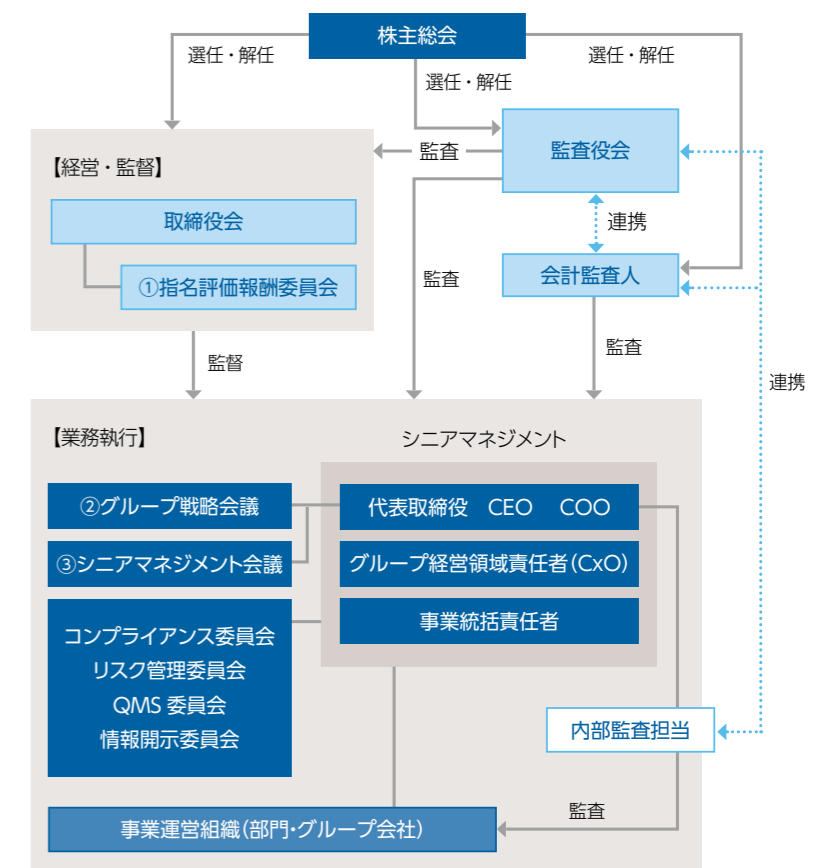 株主総会
選任・解任
選任・解任
選任・解任
【経営・監督】
監査
監査役会
取締役会
連携
①指名評価報酬委員会
監査
会計監査人
監督
監査
連携
【業務執行】
シニアマネジメント
②グループ戦略会議
代表取締役 CEO COO
③シニアマネジメント会議
グループ経営領域責任者(CxO)
事業統括責任者
コンプライアンス委員会
リスク管理委員会
QMS 委員会
情報開示委員会
内部監査担当
監査
事業運営組織(部門・グループ会社)